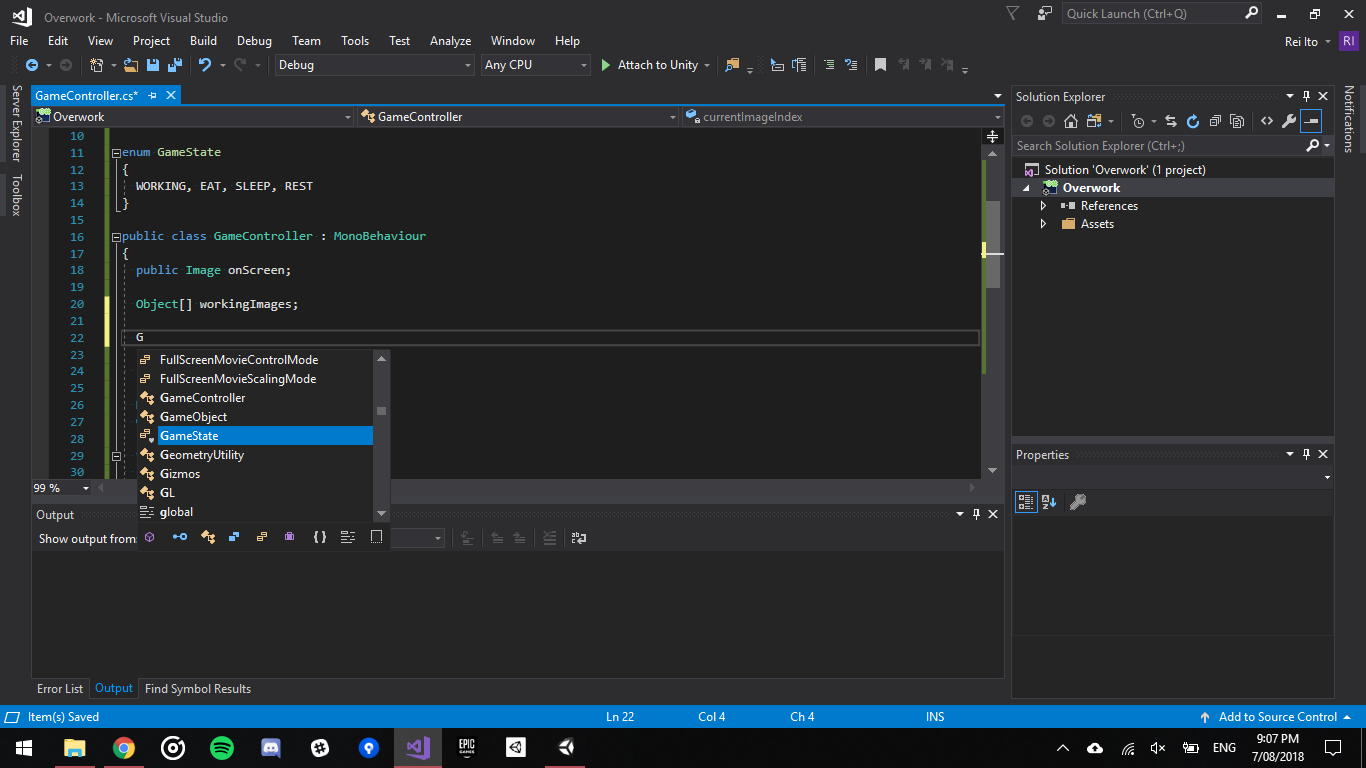 Overwork - Microsoft Visual Studio
Quick Launch (Ctrl+Q)
File Edit View Project Build Debug Team Tools Test Analyze Window Help
Rei Ito RI
Debug Any CPU Attach to Unity
Server Explorer
Toolbox
GameController.cs*
Overwork GameController currentImageIndex
10
11 enum GameState
12 {
13 WORKING, EAT, SLEEP, REST
14 }
15
16 public class GameController : MonoBehaviour
17 {
18 public Image onScreen;
19
20 Object[] workingImages;
21
22 G
23
24
25
26
27
28
29
30
FullScreenMovieControlMode
FullScreenMovieScalingMode
GameController
GameObject
GameState
GeometryUtility
Gizmos
GL
global
99 %
Output
Show output from:
Error List Output Find Symbol Results
Solution Explorer
Search Solution Explorer (Ctrl+;)
Solution 'Overwork' (1 project)
Overwork
References
Assets
Properties
Notifications
Item(s) Saved Ln 22 Col 4 Ch 4 INS Add to Source Control
EPIC GAMES
ENG
9:07 PM
7/08/2018